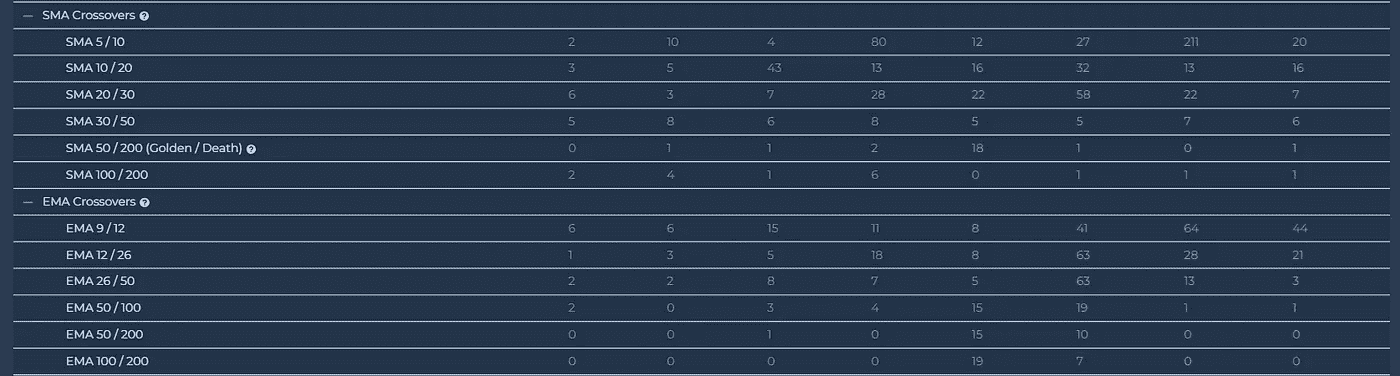 — SMA Crossovers ?
SMA 5 / 10 2 10 4 80 12 27 211 20
SMA 10 / 20 3 5 43 13 16 32 13 16
SMA 20 / 30 6 3 7 28 22 58 22 7
SMA 30 / 50 5 8 6 8 5 5 7 6
SMA 50 / 200 (Golden / Death) ? 0 1 1 2 18 1 0 1
SMA 100 / 200 2 4 1 6 0 1 1 1
— EMA Crossovers ?
EMA 9 / 12 6 6 15 11 8 41 64 44
EMA 12 / 26 1 3 5 18 8 63 28 21
EMA 26 / 50 2 2 8 7 5 63 13 3
EMA 50 / 100 2 0 3 4 15 19 1 1
EMA 50 / 200 0 0 1 0 15 10 0 0
EMA 100 / 200 0 0 0 0 19 7 0 0